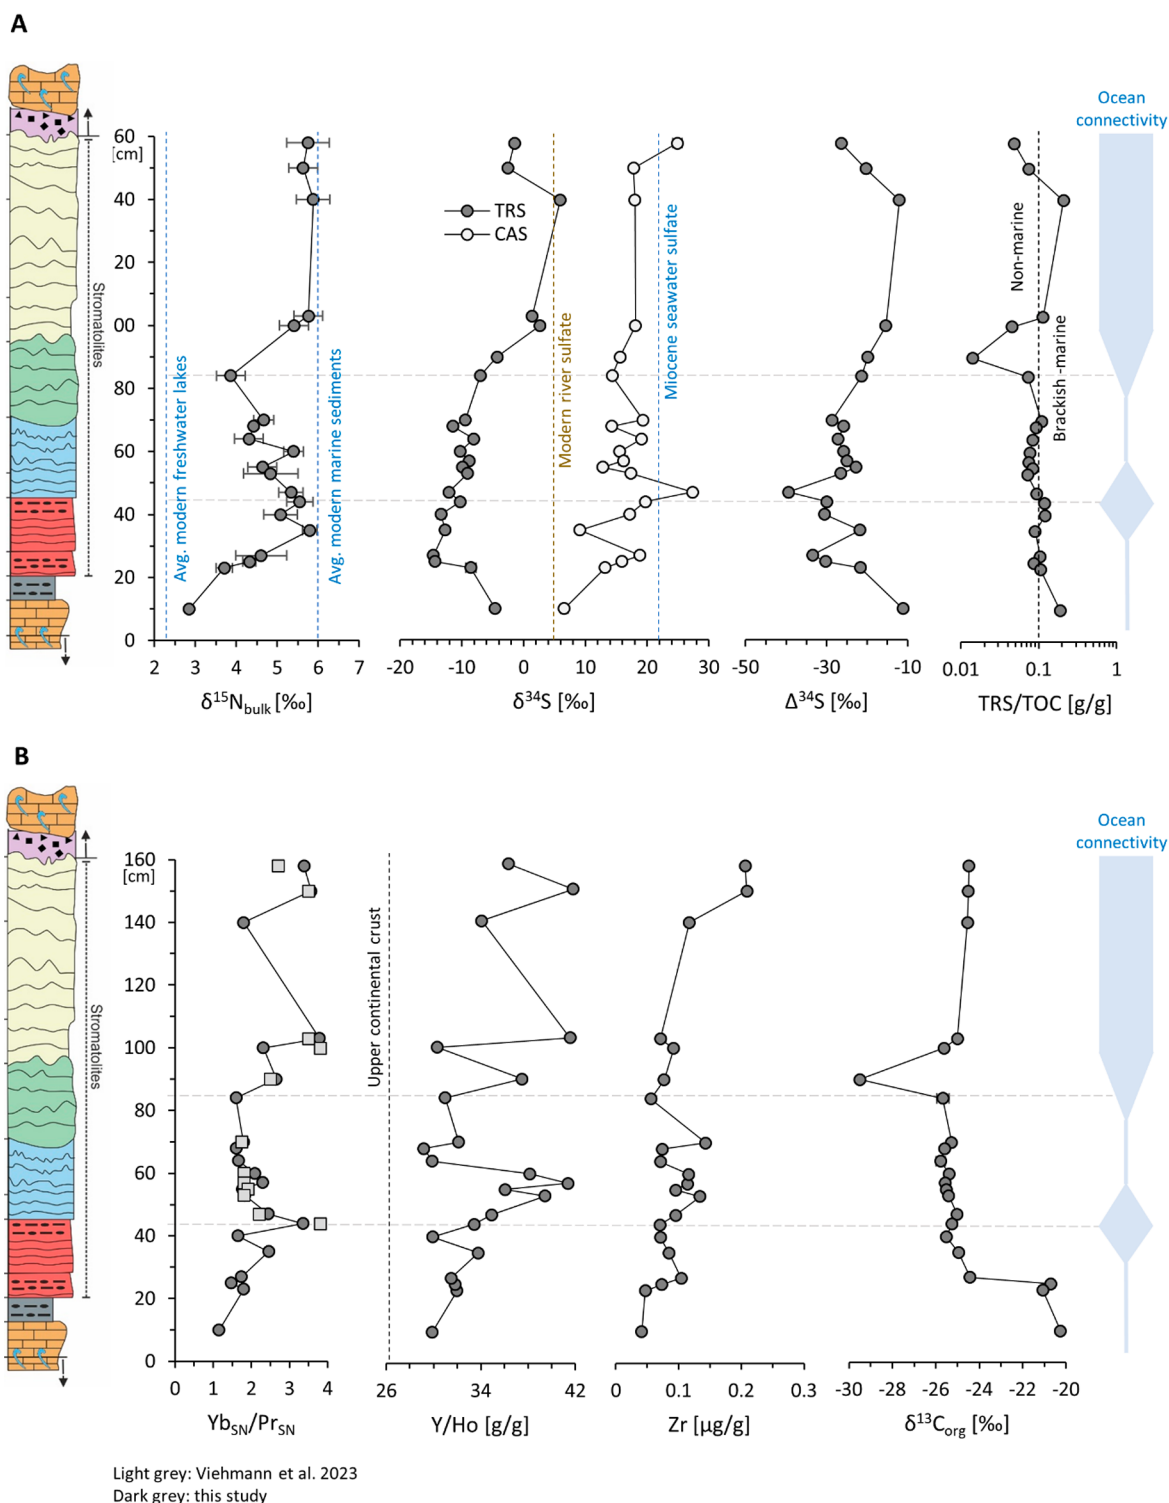 A
Ocean
connectivity
60
[cm]
40
20
00
80
60
40
20
0
Stromatolites
Avg. modern freshwater lakes
Avg. modern marine sediments
TRS
CAS
Modern river sulfate
Miocene seawater sulfate
Non-marine
Brackish -marine
2 3 4 5 6 7
-20 -10 0 10 20 30
-50 -30 -10
0.01 0.1 1
δ¹⁵N_bulk [‰]
δ³⁴S [‰]
Δ³⁴S [‰]
TRS/TOC [g/g]
B
Ocean
connectivity
160
[cm]
140
120
100
80
60
40
20
0
Stromatolites
Upper continental crust
0 1 2 3 4
26 34 42
0 0.1 0.2 0.3
-30 -28 -26 -24 -22 -20
Yb_SN/Pr_SN
Y/Ho [g/g]
Zr [µg/g]
δ¹³C_org [‰]
Light grey: Viehmann et al. 2023
Dark grey: this study